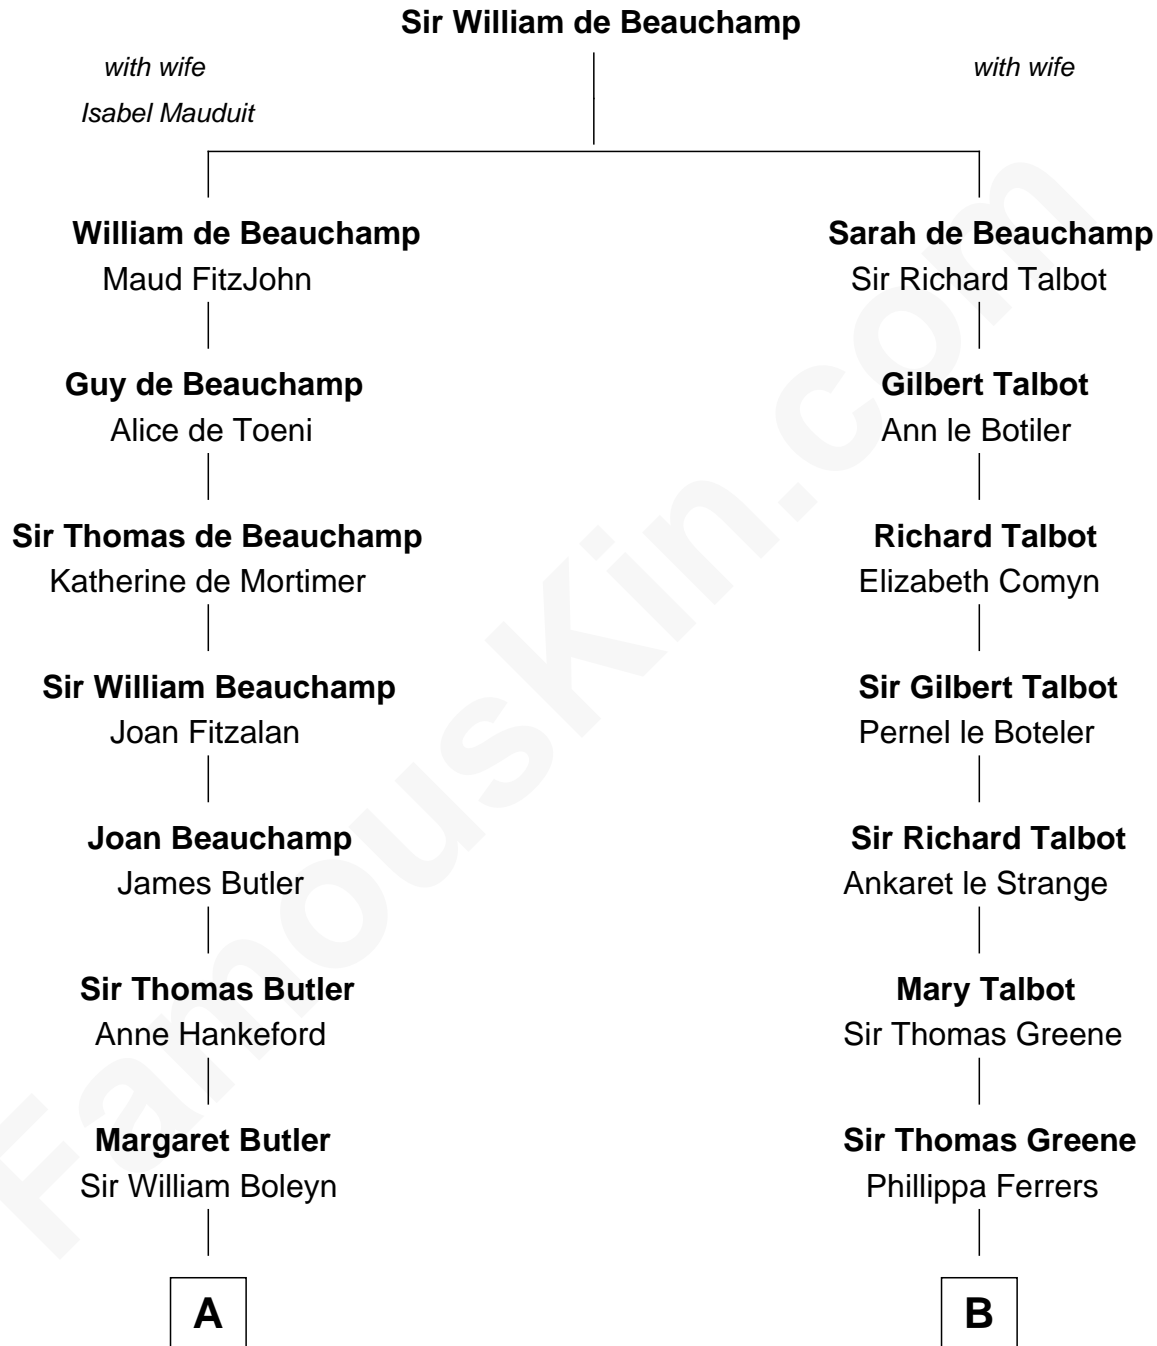 Sir William de Beauchamp
with wife
Isabel Mauduit
with wife
William de Beauchamp
Maud FitzJohn
Sarah de Beauchamp
Sir Richard Talbot
Guy de Beauchamp
Alice de Toeni
Gilbert Talbot
Ann le Botiler
Sir Thomas de Beauchamp
Katherine de Mortimer
Richard Talbot
Elizabeth Comyn
Sir William Beauchamp
Joan Fitzalan
Sir Gilbert Talbot
Pernel le Boteler
Joan Beauchamp
James Butler
Sir Richard Talbot
Ankaret le Strange
Sir Thomas Butler
Anne Hankeford
Mary Talbot
Sir Thomas Greene
Margaret Butler
Sir William Boleyn
Sir Thomas Greene
Phillippa Ferrers
A
B
FamousKin.com